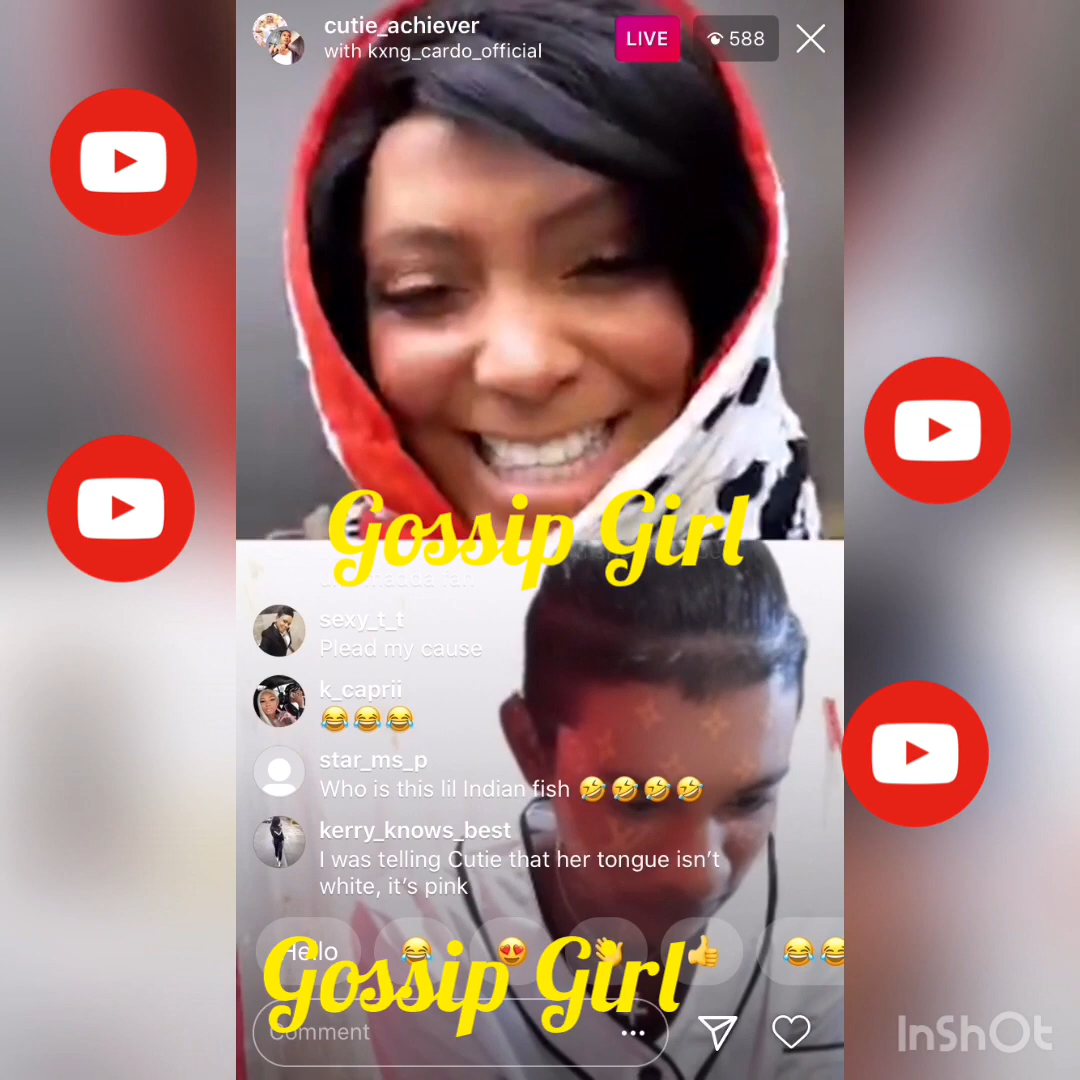 cutie_achiever
with kxng_cardo_official
LIVE
588
Gossip Girl
sexy_t_t
Plead my cause
k_caprii
😂😂😂
star_ms_p
Who is this lil Indian fish 🤣🤣🤣🤣
kerry_knows_best
I was telling Cutie that her tongue isn't
white, it's pink
Hello 😂 😍 👏 👍 😂😂
Gossip Girl
Comment
InShOt